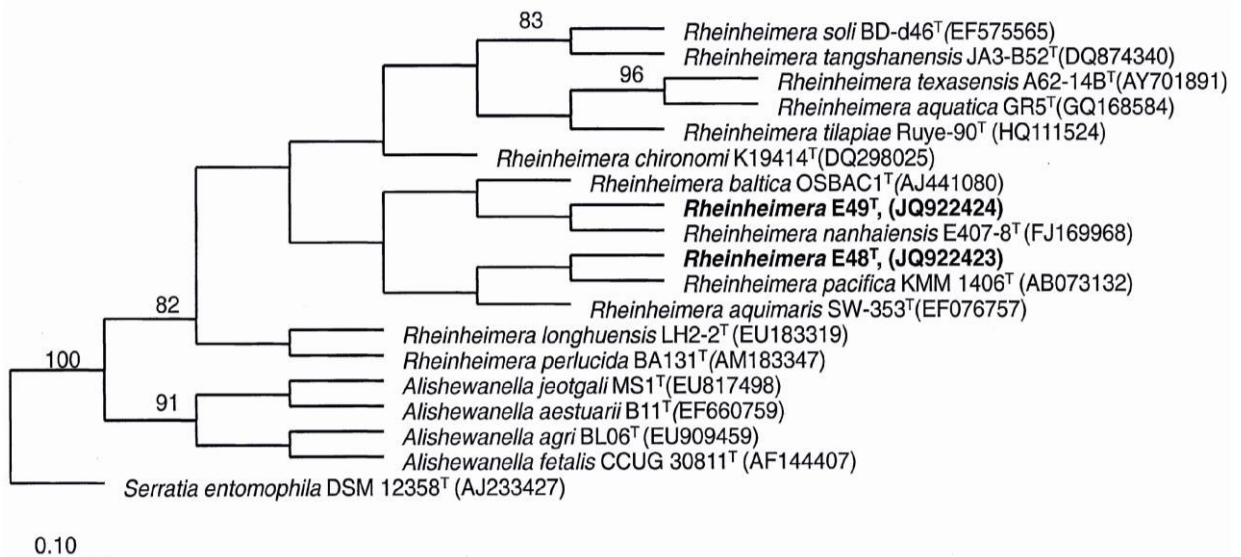 83
Rheinheimera soli BD-d46ᵀ(EF575565)
Rheinheimera tangshanensis JA3-B52ᵀ(DQ874340)
96
Rheinheimera texasensis A62-14Bᵀ(AY701891)
Rheinheimera aquatica GR5ᵀ(GQ168584)
Rheinheimera tilapiae Ruye-90ᵀ (HQ111524)
Rheinheimera chironomi K19414ᵀ(DQ298025)
Rheinheimera baltica OSBAC1ᵀ(AJ441080)
Rheinheimera E49ᵀ, (JQ922424)
Rheinheimera nanhaiensis E407-8ᵀ(FJ169968)
Rheinheimera E48ᵀ, (JQ922423)
Rheinheimera pacifica KMM 1406ᵀ (AB073132)
Rheinheimera aquimaris SW-353ᵀ(EF076757)
82
Rheinheimera longhuensis LH2-2ᵀ(EU183319)
Rheinheimera perlucida BA131ᵀ(AM183347)
100
Alishewanella jeotgali MS1ᵀ(EU817498)
91
Alishewanella aestuarii B11ᵀ(EF660759)
Alishewanella agri BL06ᵀ(EU909459)
Alishewanella fetalis CCUG 30811ᵀ (AF144407)
Serratia entomophila DSM 12358ᵀ (AJ233427)
0.10